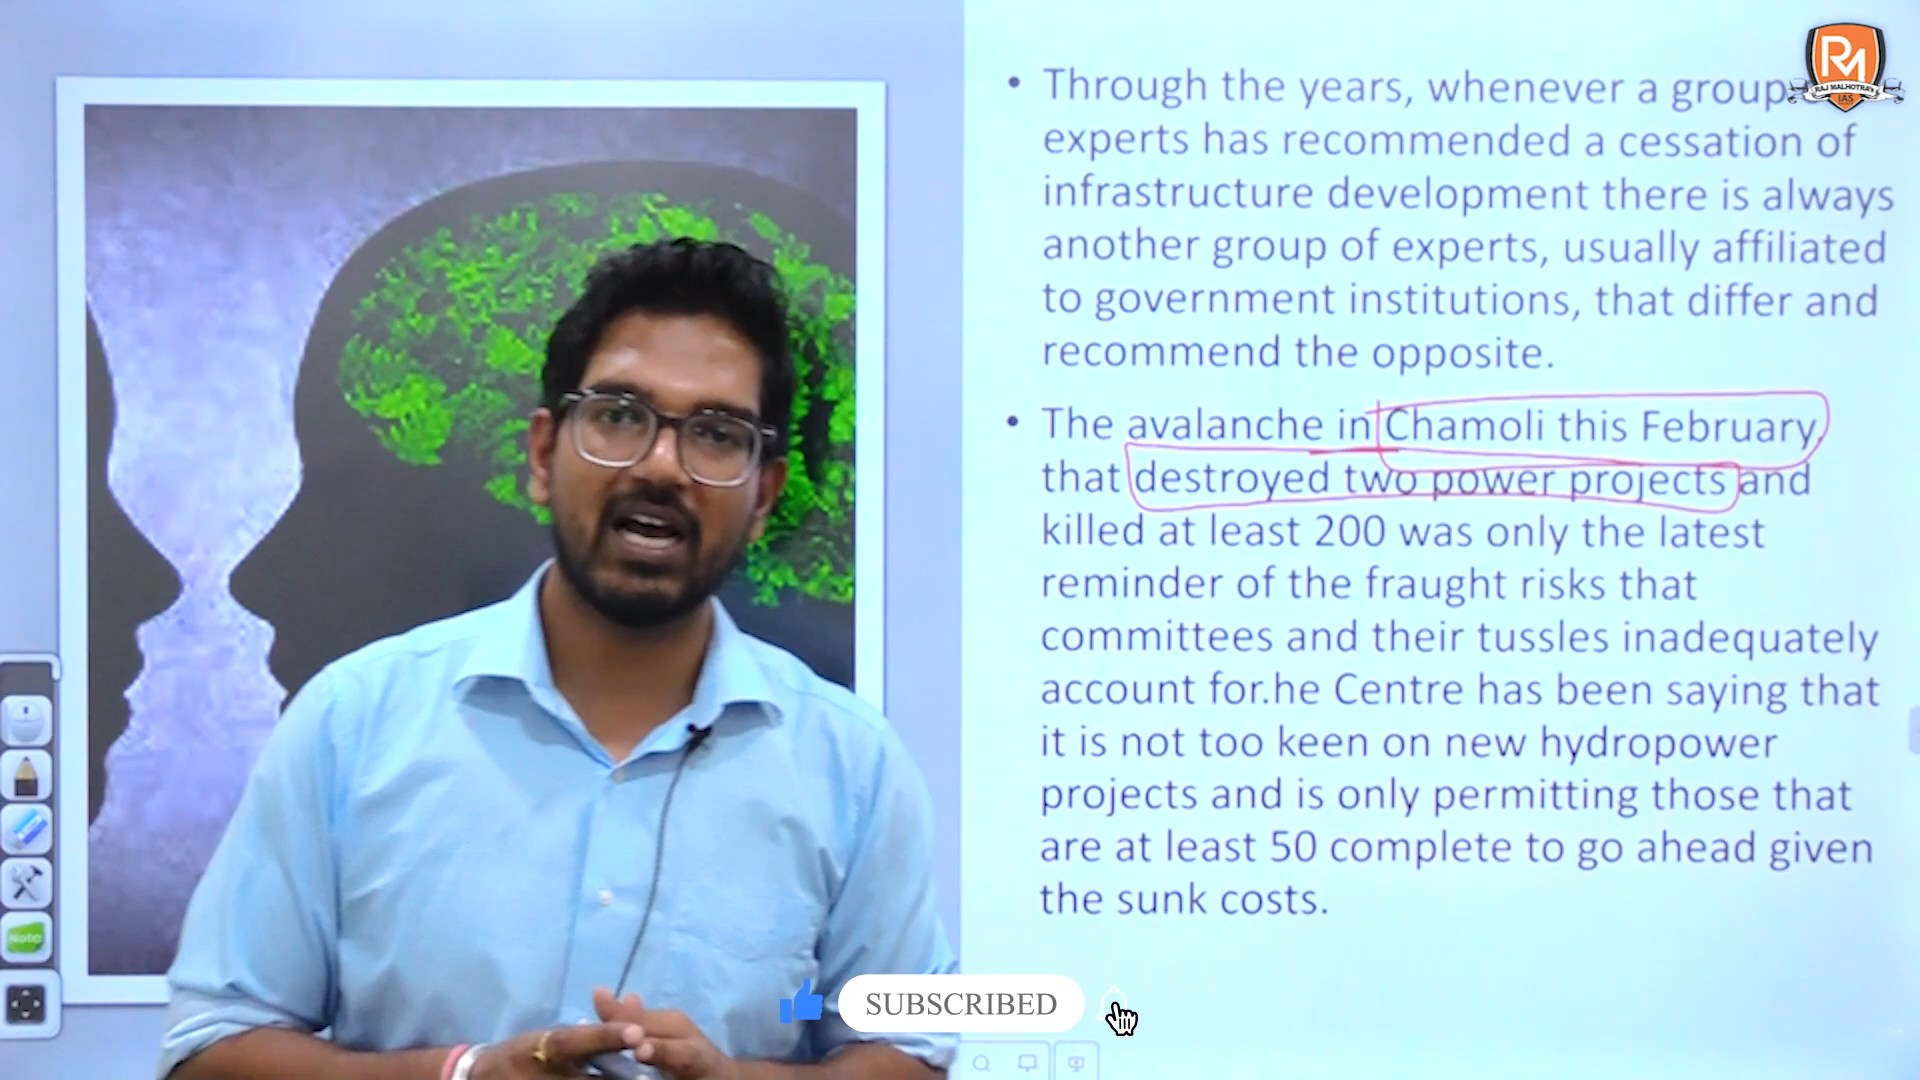 RM
RAJ MALHOTRA'S
IAS
• Through the years, whenever a group
experts has recommended a cessation of
infrastructure development there is always
another group of experts, usually affiliated
to government institutions, that differ and
recommend the opposite.
• The avalanche in Chamoli this February,
that destroyed two power projects and
killed at least 200 was only the latest
reminder of the fraught risks that
committees and their tussles inadequately
account for.he Centre has been saying that
it is not too keen on new hydropower
projects and is only permitting those that
are at least 50 complete to go ahead given
the sunk costs.
Note
SUBSCRIBED